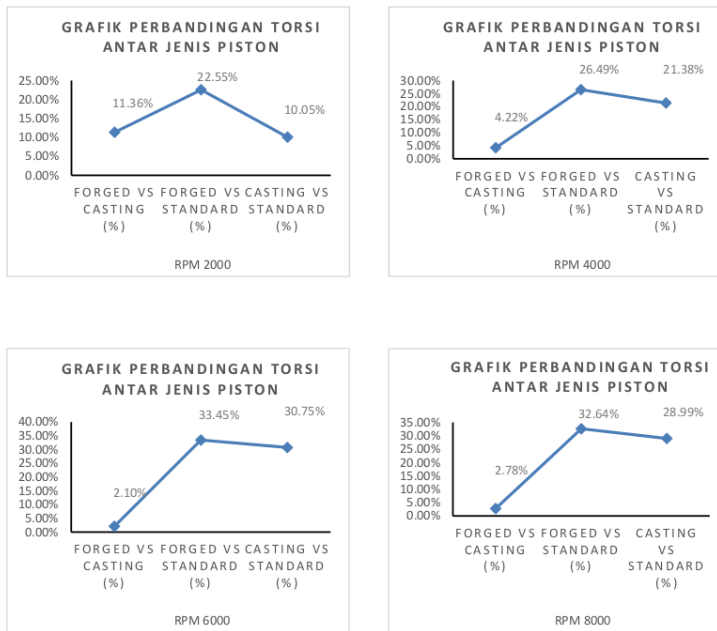 GRAFIK PERBANDINGAN TORSI
ANTAR JENIS PISTON
25.00%
20.00%
15.00%
10.00%
5.00%
0.00%
11.36%
22.55%
10.05%
FORGED VS CASTING (%)
FORGED VS STANDARD (%)
CASTING VS STANDARD (%)
RPM 2000
GRAFIK PERBANDINGAN TORSI
ANTAR JENIS PISTON
30.00%
25.00%
20.00%
15.00%
10.00%
5.00%
0.00%
4.22%
26.49%
21.38%
FORGED VS CASTING (%)
FORGED VS STANDARD (%)
CASTING VS STANDARD (%)
RPM 4000
GRAFIK PERBANDINGAN TORSI
ANTAR JENIS PISTON
40.00%
35.00%
30.00%
25.00%
20.00%
15.00%
10.00%
5.00%
0.00%
2.10%
33.45%
30.75%
FORGED VS CASTING (%)
FORGED VS STANDARD (%)
CASTING VS STANDARD (%)
RPM 6000
GRAFIK PERBANDINGAN TORSI
ANTAR JENIS PISTON
35.00%
30.00%
25.00%
20.00%
15.00%
10.00%
5.00%
0.00%
2.78%
32.64%
28.99%
FORGED VS CASTING (%)
FORGED VS STANDARD (%)
CASTING VS STANDARD (%)
RPM 8000